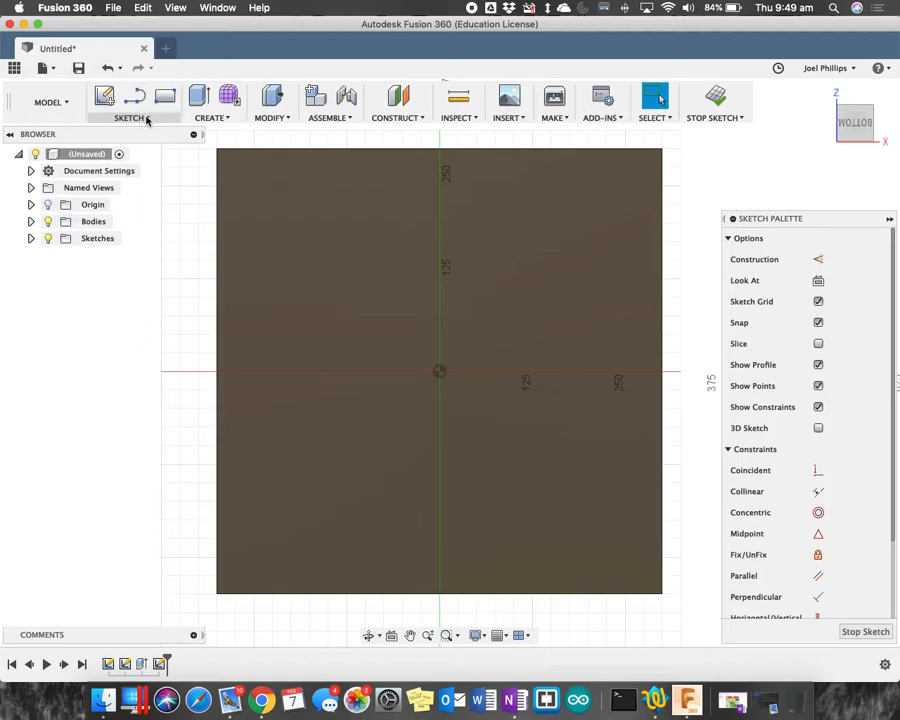 Fusion 360 File Edit View Window Help 84% Thu 7 Dec 9:49 am
Autodesk Fusion 360 (Education License)
Untitled*
Joel Phillips
MODEL SKETCH CREATE MODIFY ASSEMBLE CONSTRUCT INSPECT INSERT MAKE ADD-INS SELECT STOP SKETCH
BROWSER
(Unsaved)
Document Settings
Named Views
Origin
Bodies
Sketches
Z
BOTTOM
X
250
125
125
250
375
SKETCH PALETTE
Options
Construction
Look At
Sketch Grid
Snap
Slice
Show Profile
Show Points
Show Constraints
3D Sketch
Constraints
Coincident
Collinear
Concentric
Midpoint
Fix/UnFix
Parallel
Perpendicular
Horizontal/Vertical
Stop Sketch
COMMENTS